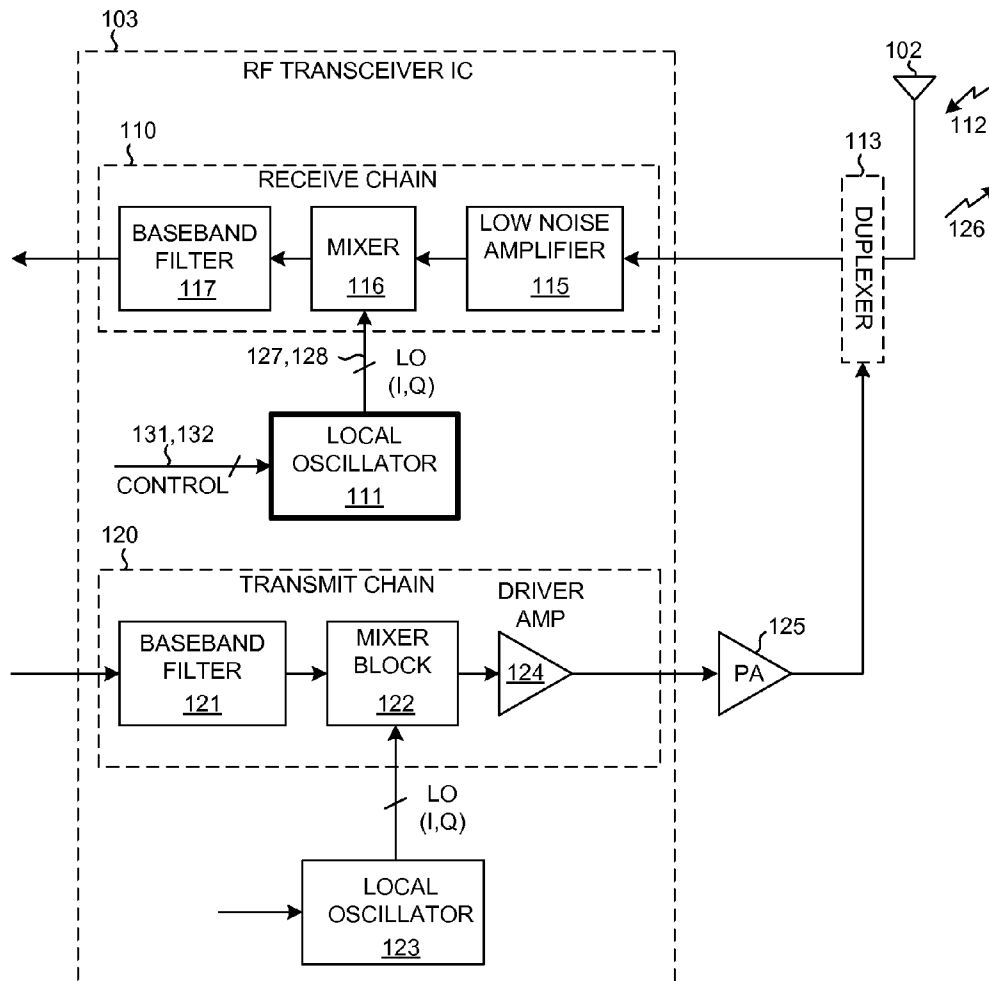 103
RF TRANSCEIVER IC
102
112
110
113
RECEIVE CHAIN
BASEBAND
FILTER
117
MIXER
116
LOW NOISE
AMPLIFIER
115
DUPLEXER
126
127,128
LO
(I,Q)
131,132
CONTROL
LOCAL
OSCILLATOR
111
120
TRANSMIT CHAIN
DRIVER
AMP
BASEBAND
FILTER
121
MIXER
BLOCK
122
124
125
PA
LO
(I,Q)
LOCAL
OSCILLATOR
123